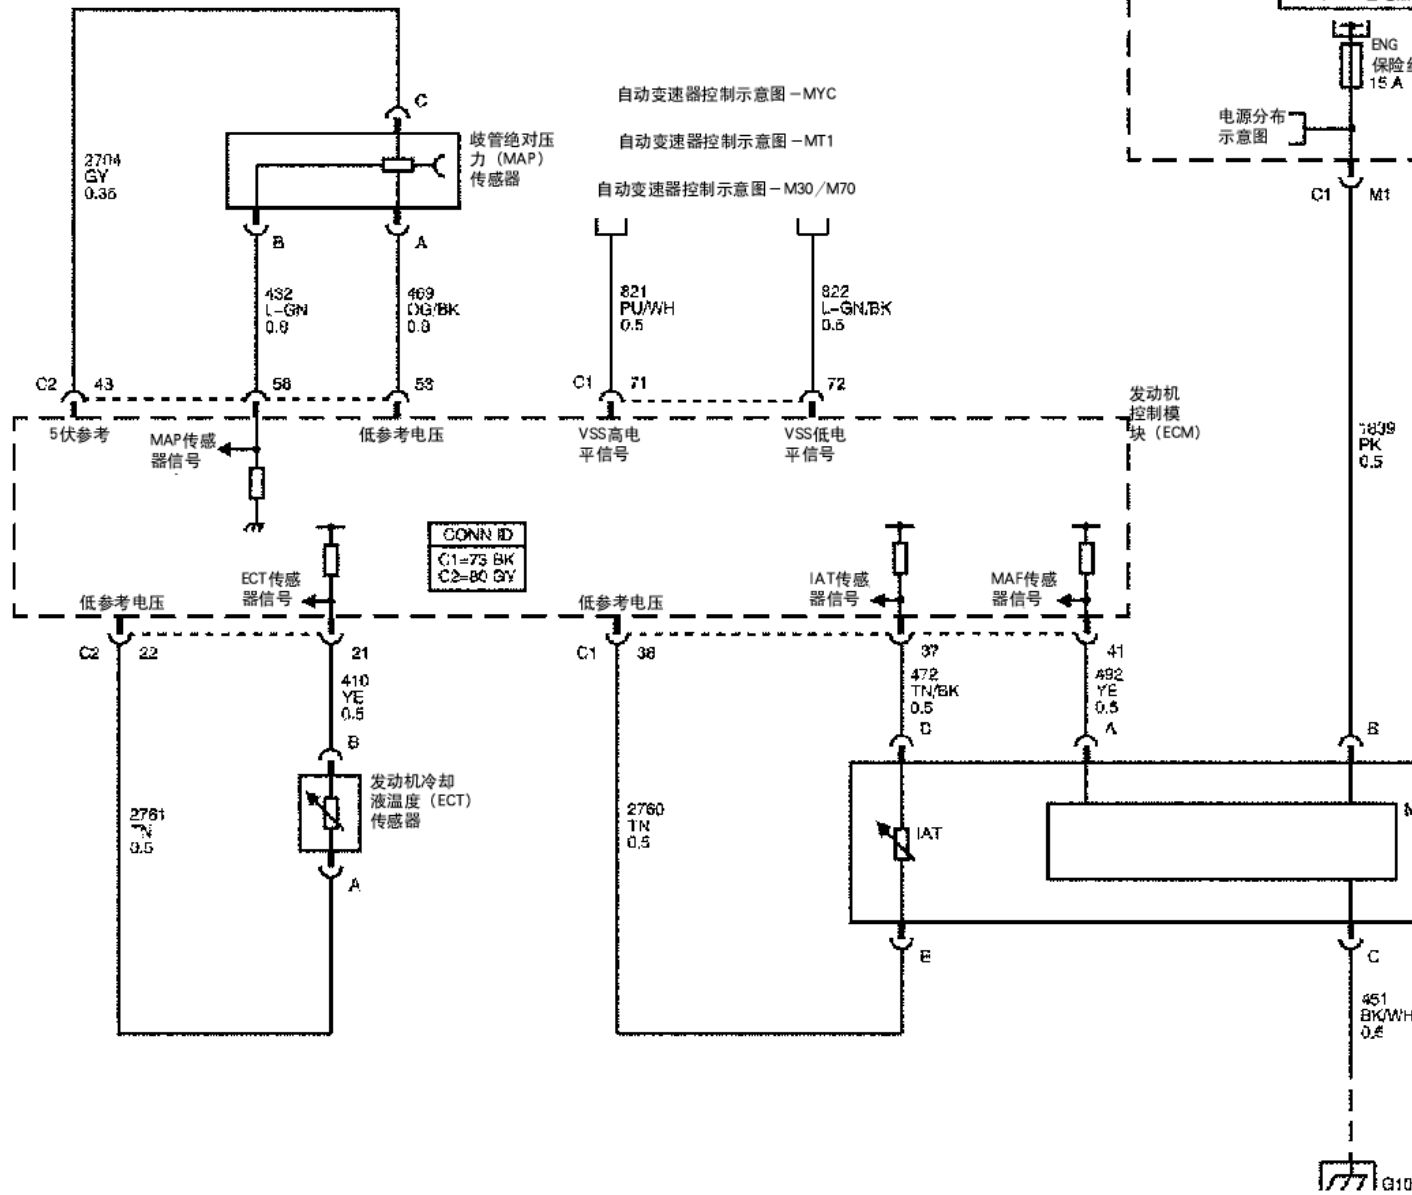 ENG
保险丝
15 A
电源分布
示意图
C1
M1
C
歧管绝对压
力（MAP）
传感器
自动变速器控制示意图－MYC
自动变速器控制示意图－MT1
自动变速器控制示意图－M30／M70
2704
GY
0.35
B
A
432
L-GN
0.8
469
OG/BK
0.8
821
PU/WH
0.5
822
L-GN/BK
0.5
C2
43
58
53
C1
71
72
发动机
控制模
块（ECM）
5伏参考
MAP传感
器信号
低参考电压
VSS高电
平信号
VSS低电
平信号
1839
PK
0.5
CONN ID
C1=73 BK
C2=80 GY
ECT传感
器信号
IAT传感
器信号
MAF传感
器信号
低参考电压
低参考电压
C2
22
21
C1
36
37
41
410
YE
0.5
472
TN/BK
0.5
492
YE
0.5
B
D
A
B
发动机冷却
液温度（ECT）
传感器
2761
TN
0.5
2760
TN
0.5
IAT
A
E
C
451
BK/WH
0.5